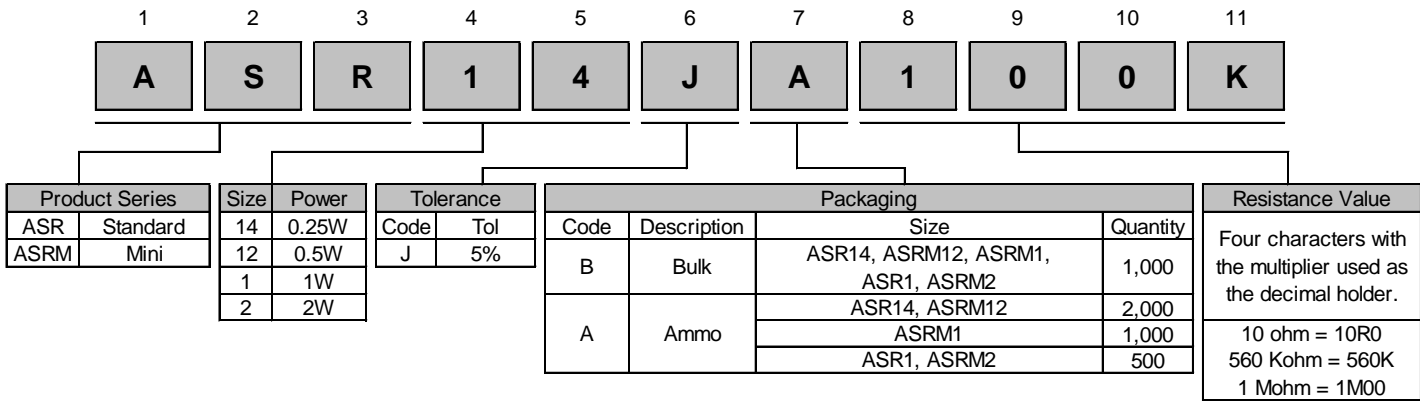 1 2 3 4 5 6 7 8 9 10 11
A S R 1 4 J A 1 0 0 K
Product Series
ASR Standard
ASRM Mini
Size Power
14 0.25W
12 0.5W
1 1W
2 2W
Tolerance
Code Tol
J 5%
Packaging
Code Description Size Quantity
B Bulk ASR14, ASRM12, ASRM1,
ASR1, ASRM2 1,000
A Ammo ASR14, ASRM12 2,000
ASRM1 1,000
ASR1, ASRM2 500
Resistance Value
Four characters with
the multiplier used as
the decimal holder.
10 ohm = 10R0
560 Kohm = 560K
1 Mohm = 1M00